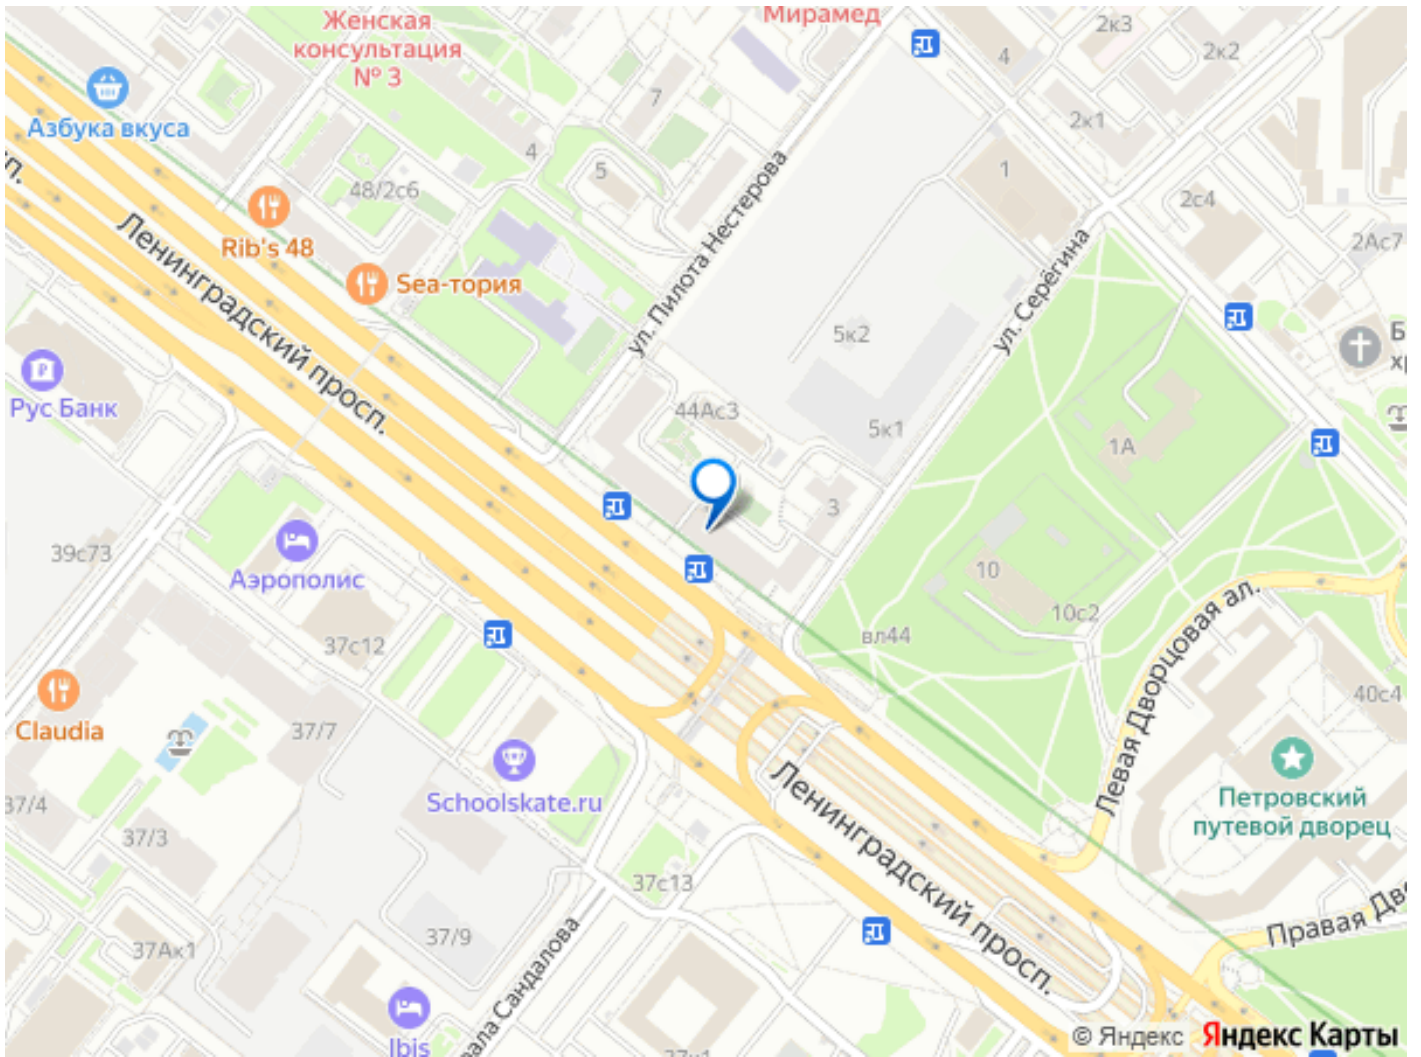 Женская
консультация
№ 3
Мирамед
2к3
4
2к2
7
2к1
Азбука вкуса
4
5
1
48/2с6
2с4
Rib's 48
2Ас7
Sea-тория
Ленинградский просп.
ул. Пилота Нестерова
ул. Серёгина
5к2
Рус Банк
44Ас3
5к1
1А
3
39с73
Аэрополис
10
10с2
37с12
вл44
Левая Дворцовая ал.
40с4
Claudia
37/7
Schoolskate.ru
37/4
37/3
Ленинградский просп.
Петровский
путевой дворец
37с13
Правая Дво
37/9
37Ак1
рала Сандалова
Ibis
© Яндекс Яндекс Карты